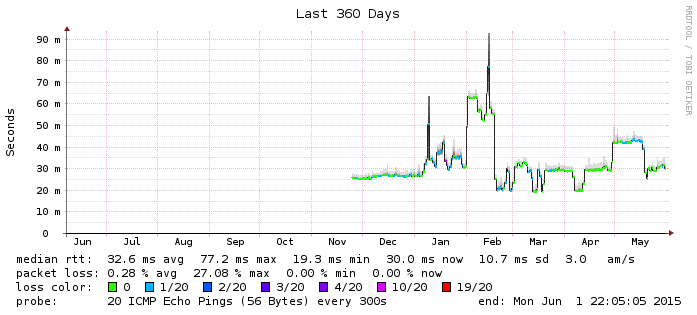 Last 360 Days
RRDTOOL / TOBI OETIKER
Seconds
90 m
80 m
70 m
60 m
50 m
40 m
30 m
20 m
10 m
0
Jun Jul Aug Sep Oct Nov Dec Jan Feb Mar Apr May
median rtt: 32.6 ms avg 77.2 ms max 19.3 ms min 30.0 ms now 10.7 ms sd 3.0 am/s
packet loss: 0.28 % avg 27.08 % max 0.00 % min 0.00 % now
loss color: 0 1/20 2/20 3/20 4/20 10/20 19/20
probe: 20 ICMP Echo Pings (56 Bytes) every 300s end: Mon Jun 1 22:05:05 2015